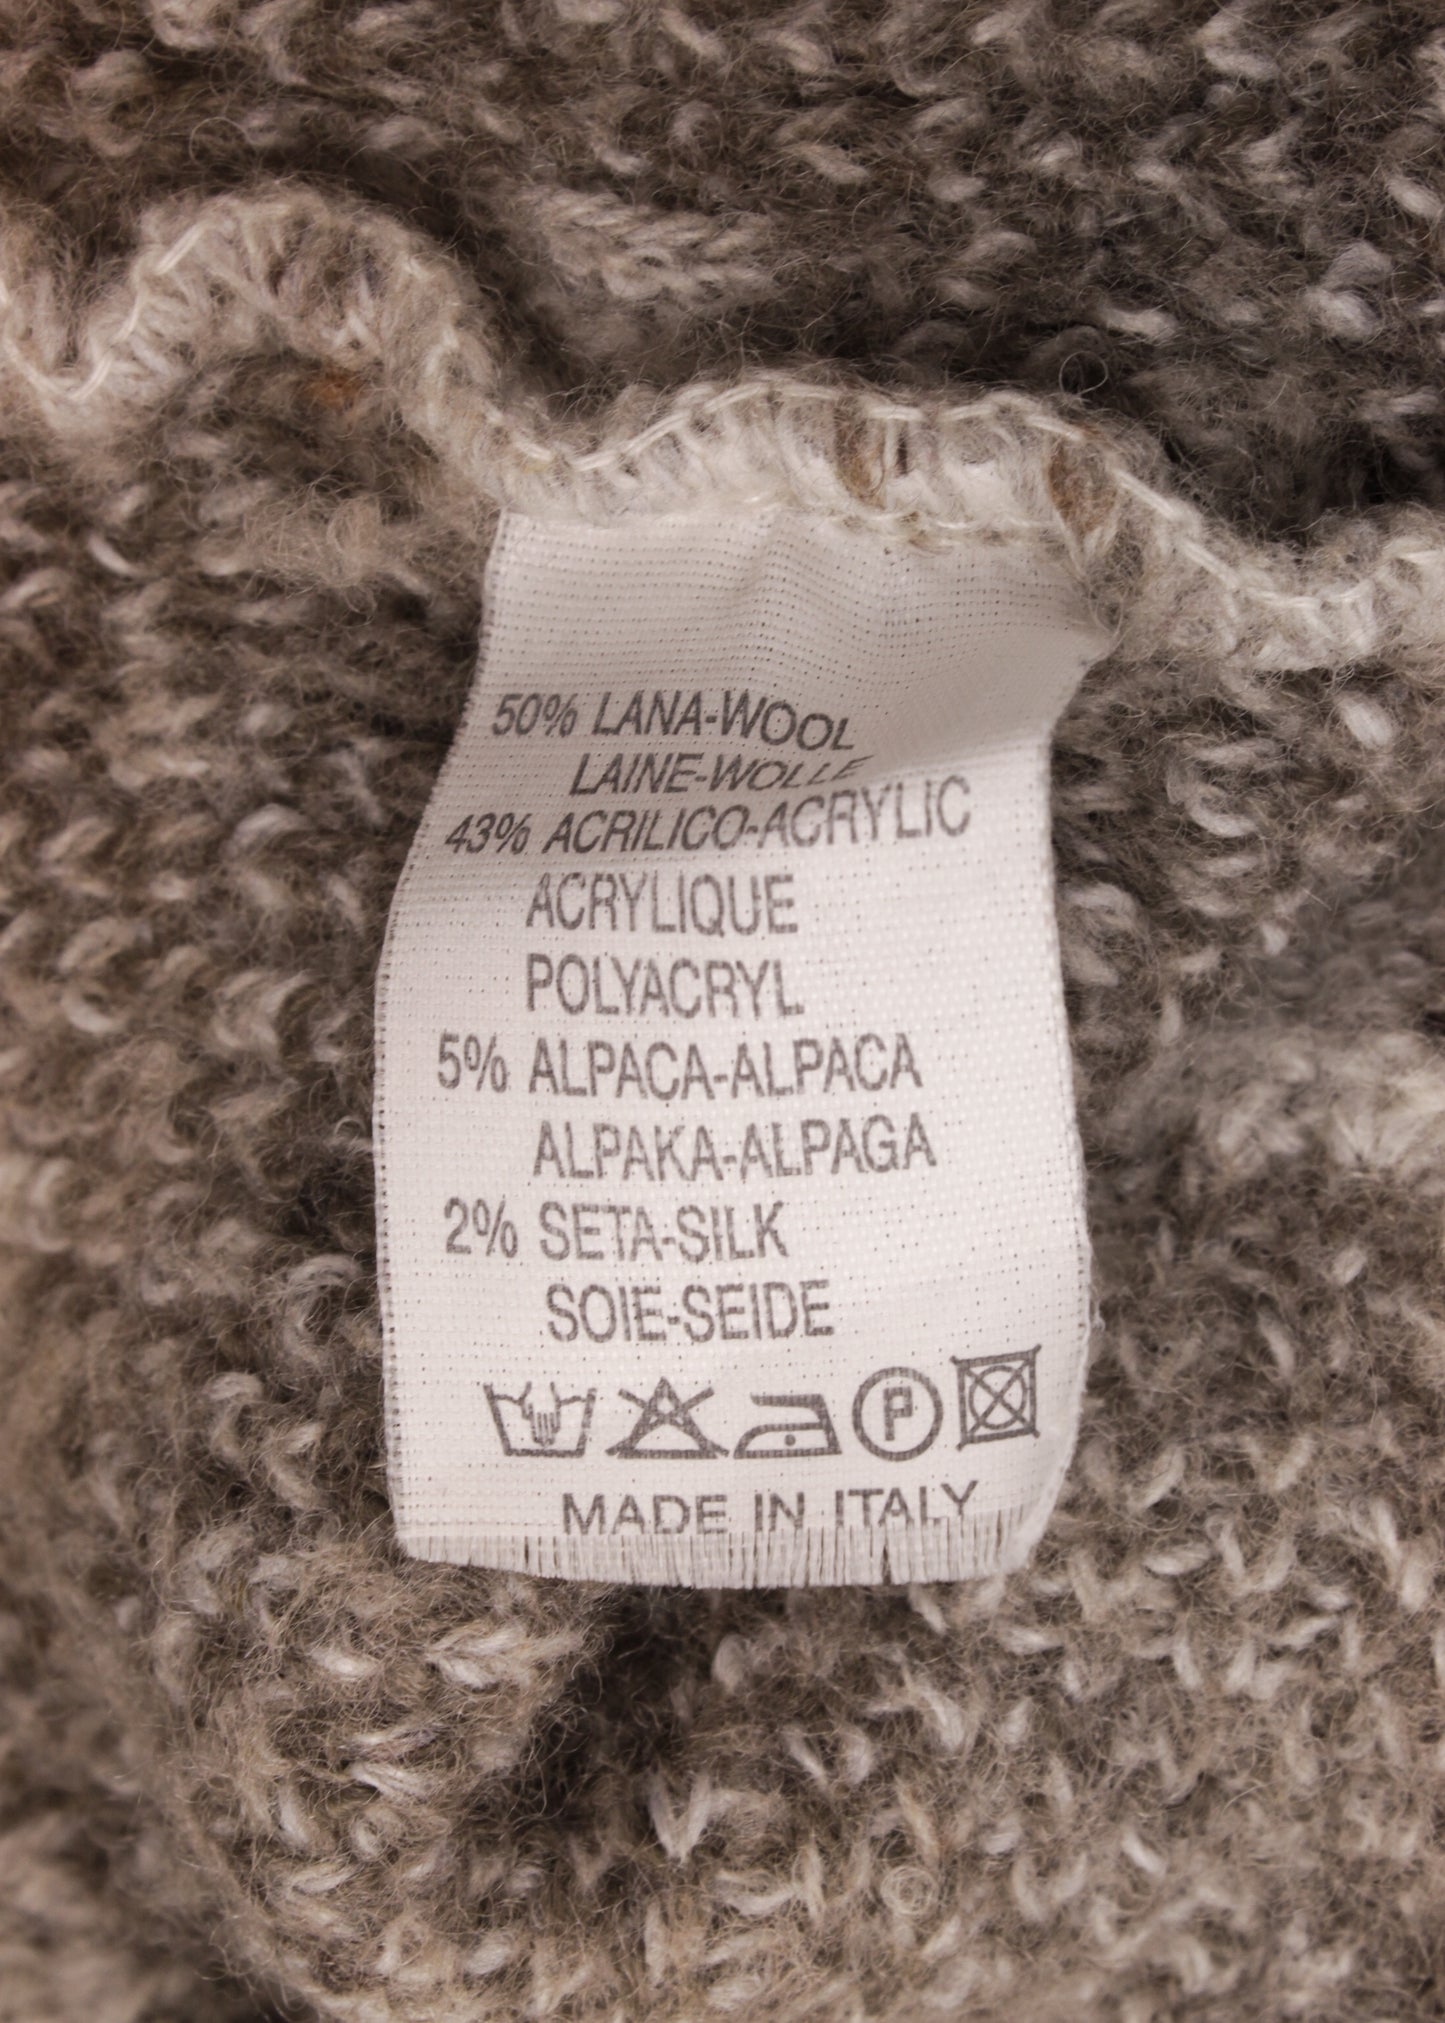 50% LANA-WOOL
LAINE-WOLLE
43% ACRILICO-ACRYLIC
ACRYLIQUE
POLYACRYL
5% ALPACA-ALPACA
ALPAKA-ALPAGA
2% SETA-SILK
SOIE-SEIDE
P
MADE IN ITALY